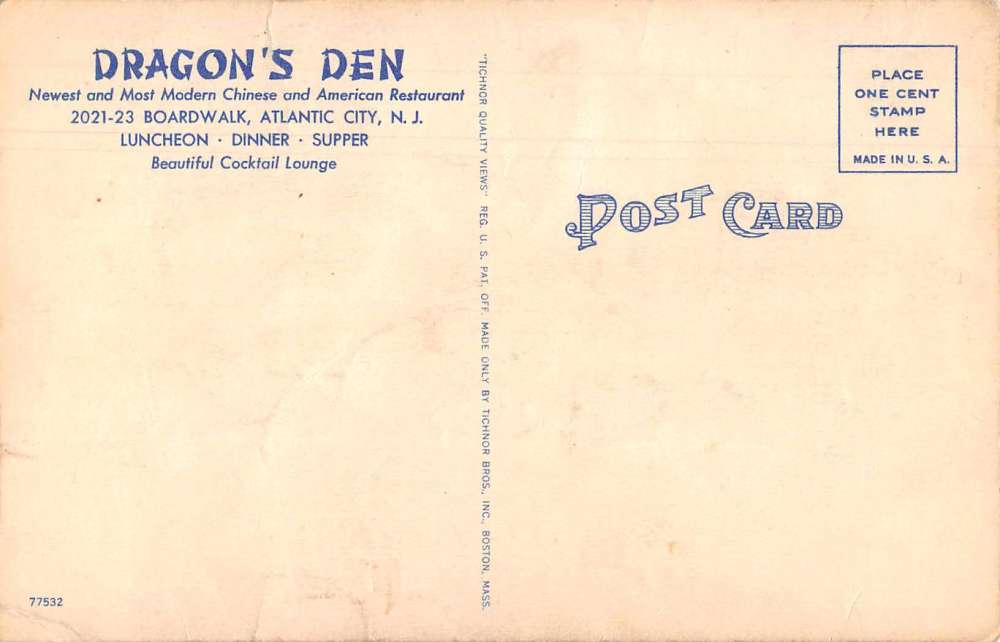 DRAGON'S DEN
Newest and Most Modern Chinese and American Restaurant
2021-23 BOARDWALK, ATLANTIC CITY, N. J.
LUNCHEON · DINNER · SUPPER
Beautiful Cocktail Lounge
77532
"TICHNOR QUALITY VIEWS" REG. U. S. PAT. OFF. MADE ONLY BY TICHNOR BROS., INC., BOSTON, MASS.
PLACE
ONE CENT
STAMP
HERE
MADE IN U. S. A.
POST CARD